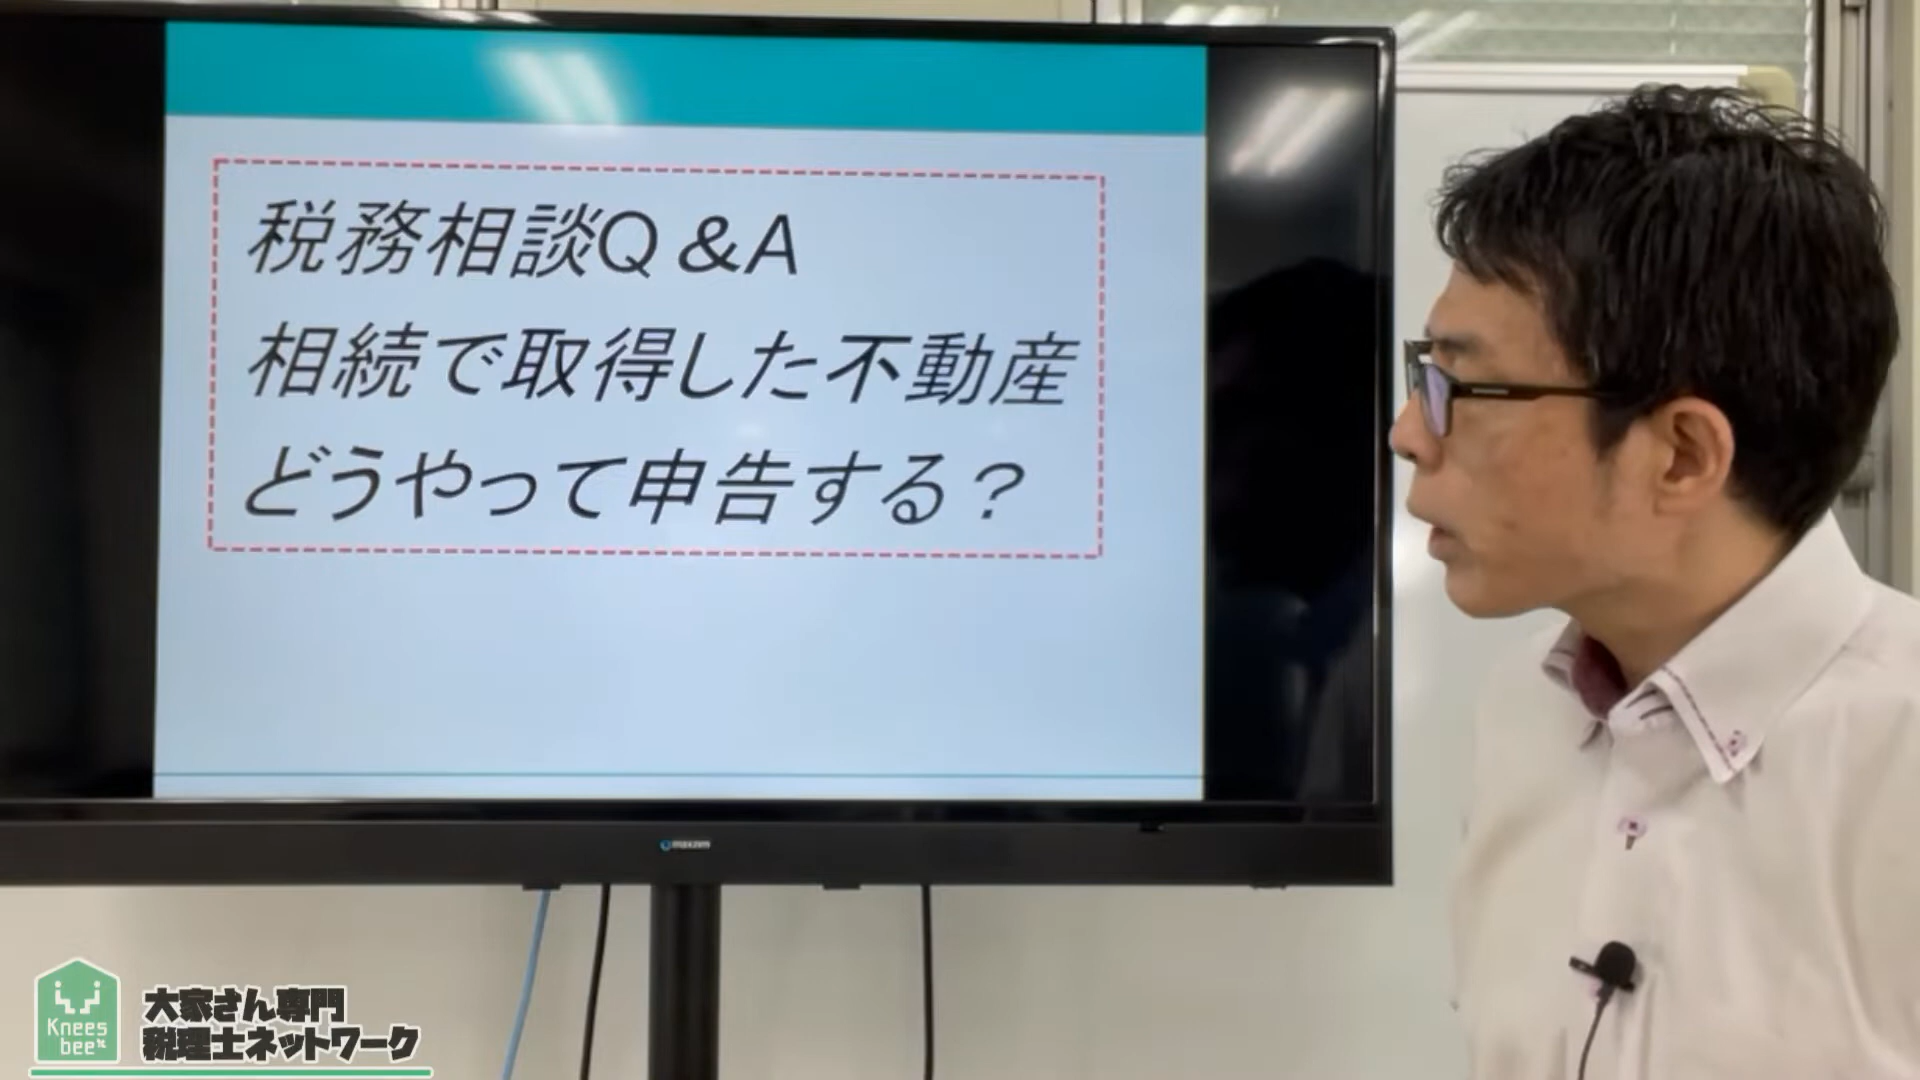 税務相談Q&A
相続で取得した不動産
どうやって申告する？
maxzen
Knees
bee
大家さん専門
税理士ネットワーク